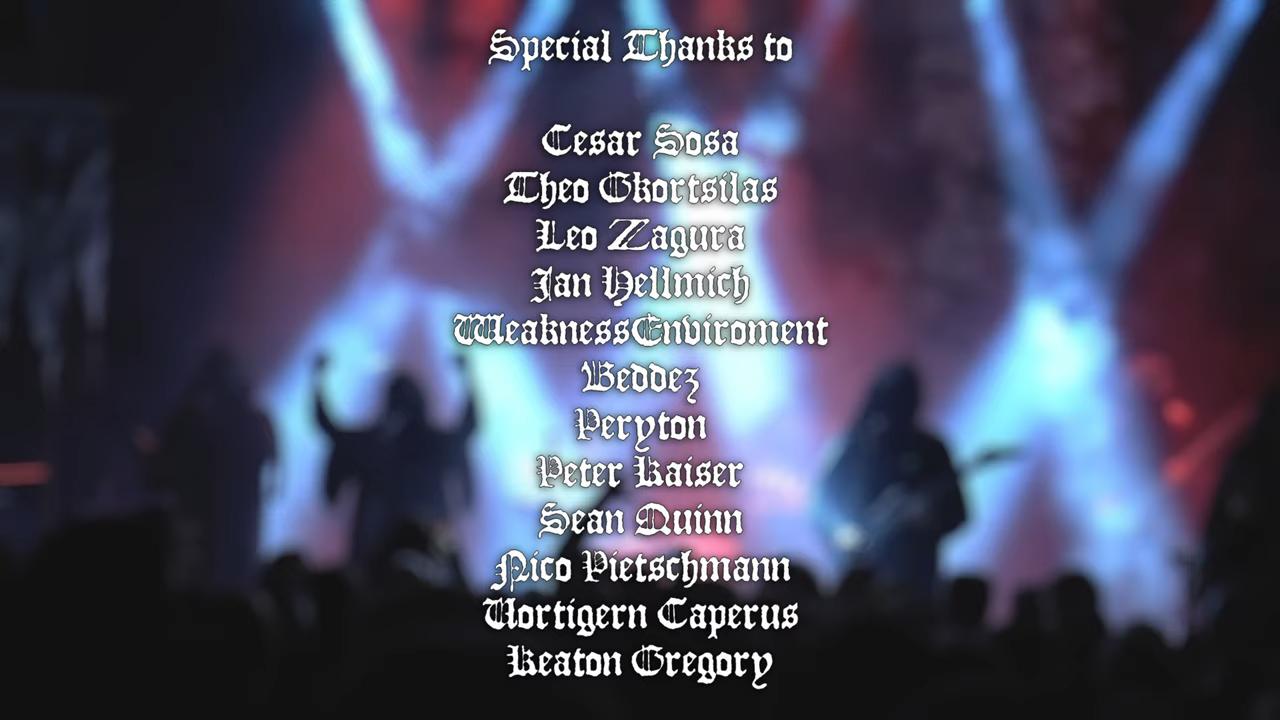 Special Thanks to
Cesar Sosa
Theo Gkortsilas
Leo Zagura
Jan Hellmich
WeaknessEnviroment
Beddez
Peryton
Peter Kaiser
Sean Quinn
Nico Pietschmann
Vortigern Caperus
Keaton Gregory